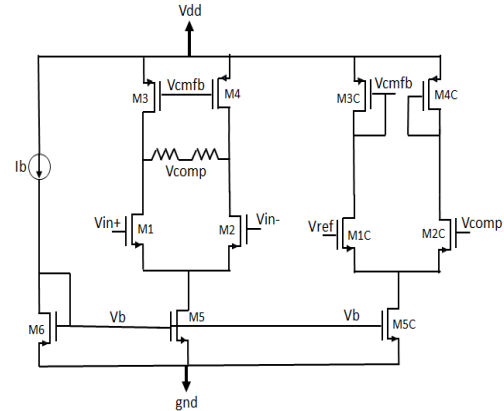 Vdd
Vcmfb
M3
M4
Vcmfb
M3C
M4C
Ib
Vcomp
Vin+
M1
M2
Vin-
Vref
M1C
M2C
Vcomp
M6
Vb
M5
Vb
M5C
gnd